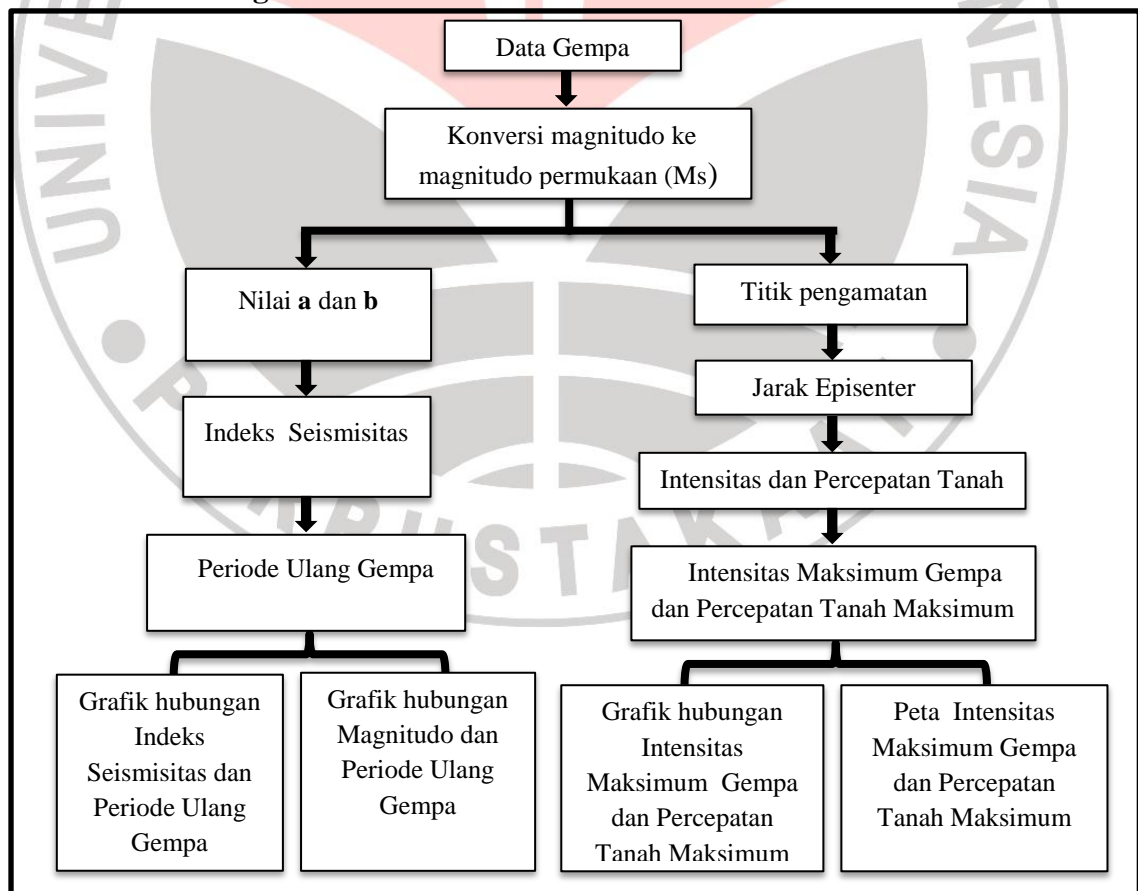 Data Gempa
Konversi magnitudo ke
magnitudo permukaan (Ms)
Nilai a dan b
Titik pengamatan
Jarak Episenter
Indeks Seismisitas
Intensitas dan Percepatan Tanah
Periode Ulang Gempa
Intensitas Maksimum Gempa
dan Percepatan Tanah Maksimum
Grafik hubungan
Indeks
Seismisitas dan
Periode Ulang
Gempa
Grafik hubungan
Magnitudo dan
Periode Ulang
Gempa
Grafik hubungan
Intensitas
Maksimum Gempa
dan Percepatan
Tanah Maksimum
Peta Intensitas
Maksimum Gempa
dan Percepatan
Tanah Maksimum